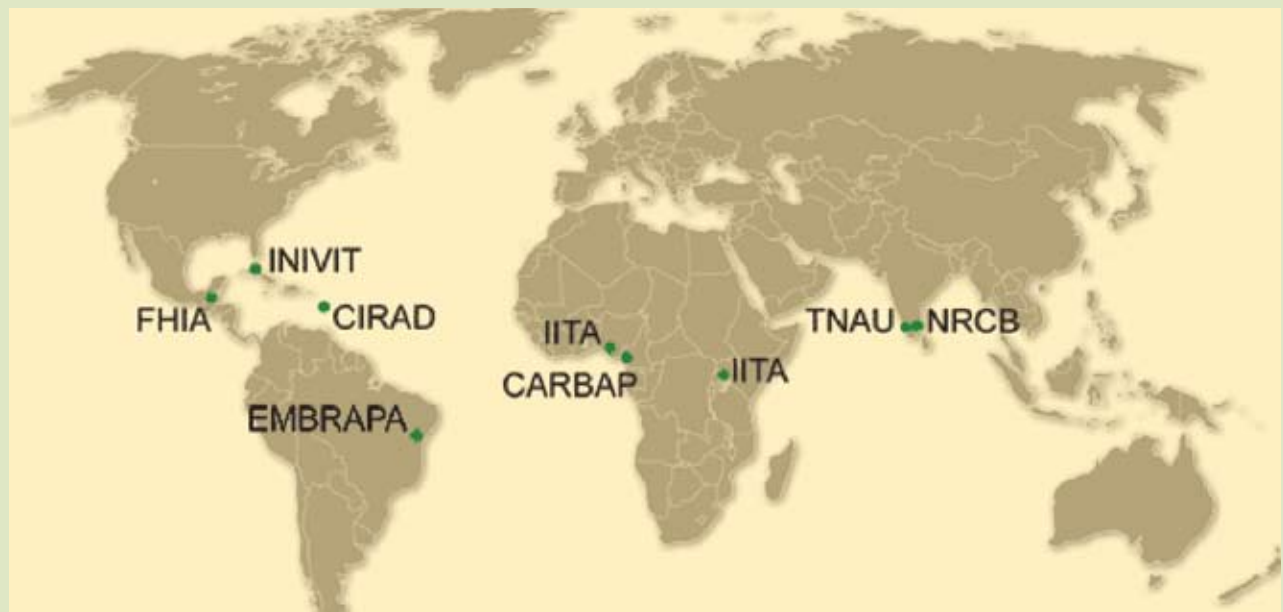 INIVIT
FHIA
CIRAD
IITA
CARBAP
IITA
TNAU
NRCB
EMBRAPA